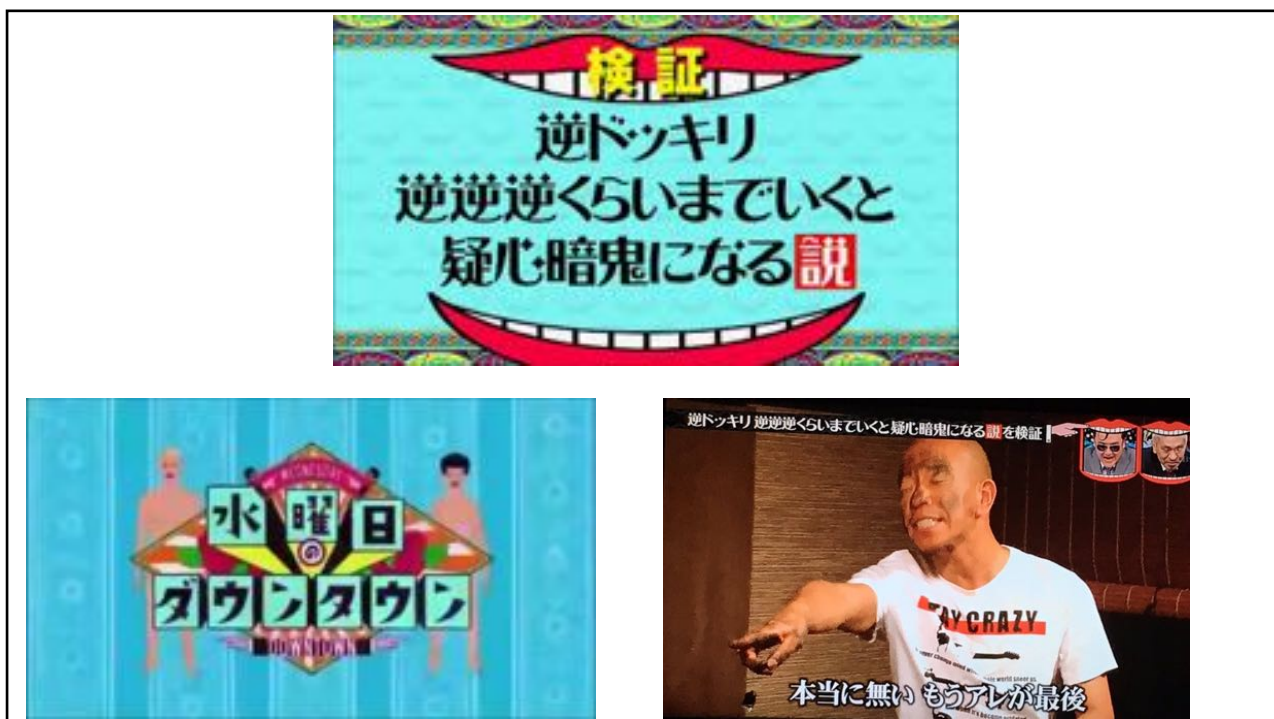 検証
逆ドッキリ
逆逆逆くらいまでいくと
疑心暗鬼になる説
WEDNESDAY
水曜日
の
ダウンタウン
DOWNTOWN
逆ドッキリ 逆逆逆くらいまでいくと疑心暗鬼になる説を検証
AY CRAZY
本当に無い もうアレが最後